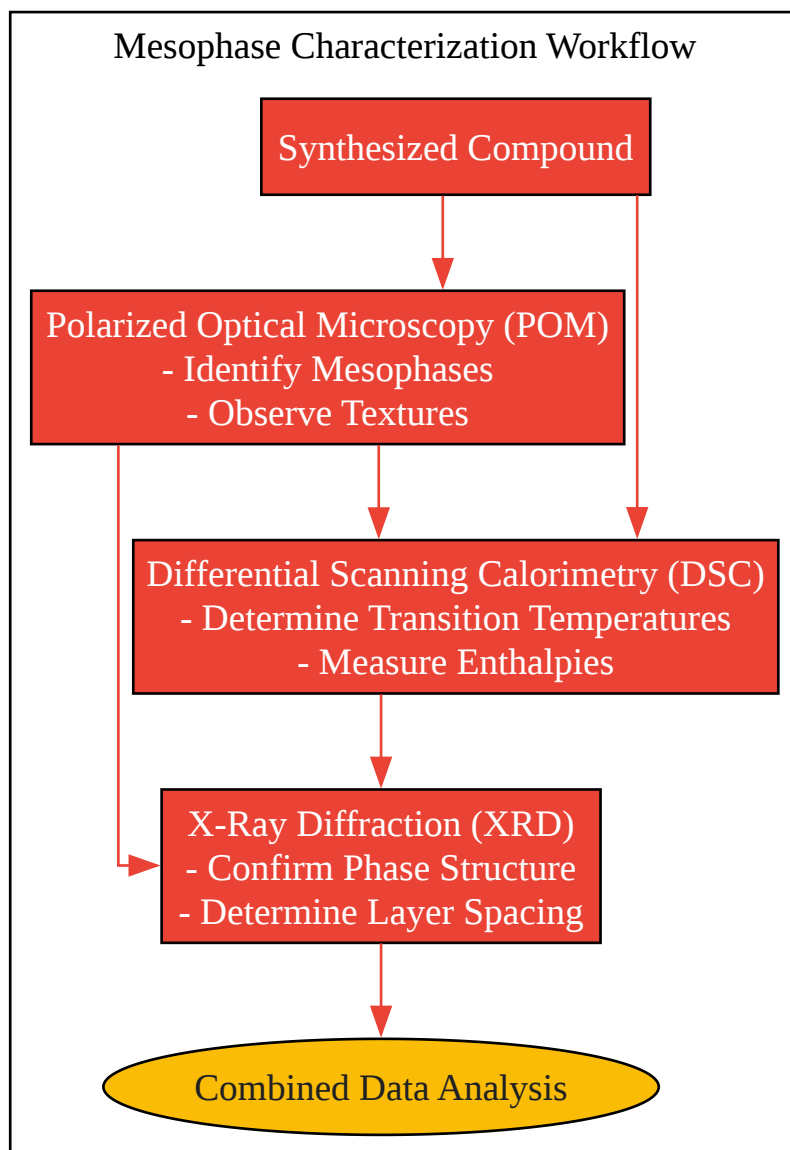 Mesophase Characterization Workflow
Synthesized Compound
Polarized Optical Microscopy (POM)
- Identify Mesophases
- Observe Textures
Differential Scanning Calorimetry (DSC)
- Determine Transition Temperatures
- Measure Enthalpies
X-Ray Diffraction (XRD)
- Confirm Phase Structure
- Determine Layer Spacing
Combined Data Analysis